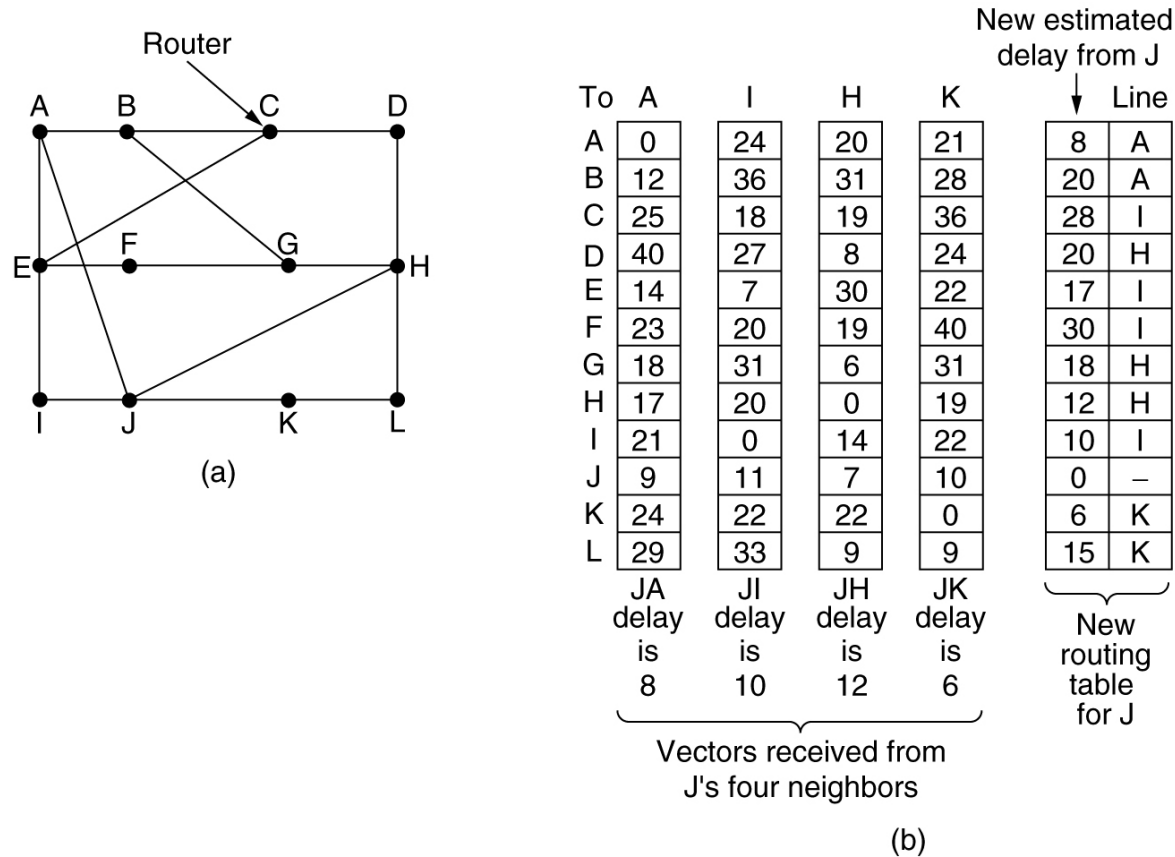 Router
A B C D
E F G H
I J K L
(a)
New estimated
delay from J
To A I H K Line
A 0 24 20 21 8 A
B 12 36 31 28 20 A
C 25 18 19 36 28 I
D 40 27 8 24 20 H
E 14 7 30 22 17 I
F 23 20 19 40 30 I
G 18 31 6 31 18 H
H 17 20 0 19 12 H
I 21 0 14 22 10 I
J 9 11 7 10 0 –
K 24 22 22 0 6 K
L 29 33 9 9 15 K
JA JI JH JK
delay delay delay delay
is is is is
8 10 12 6
Vectors received from
J's four neighbors
New
routing
table
for J
(b)